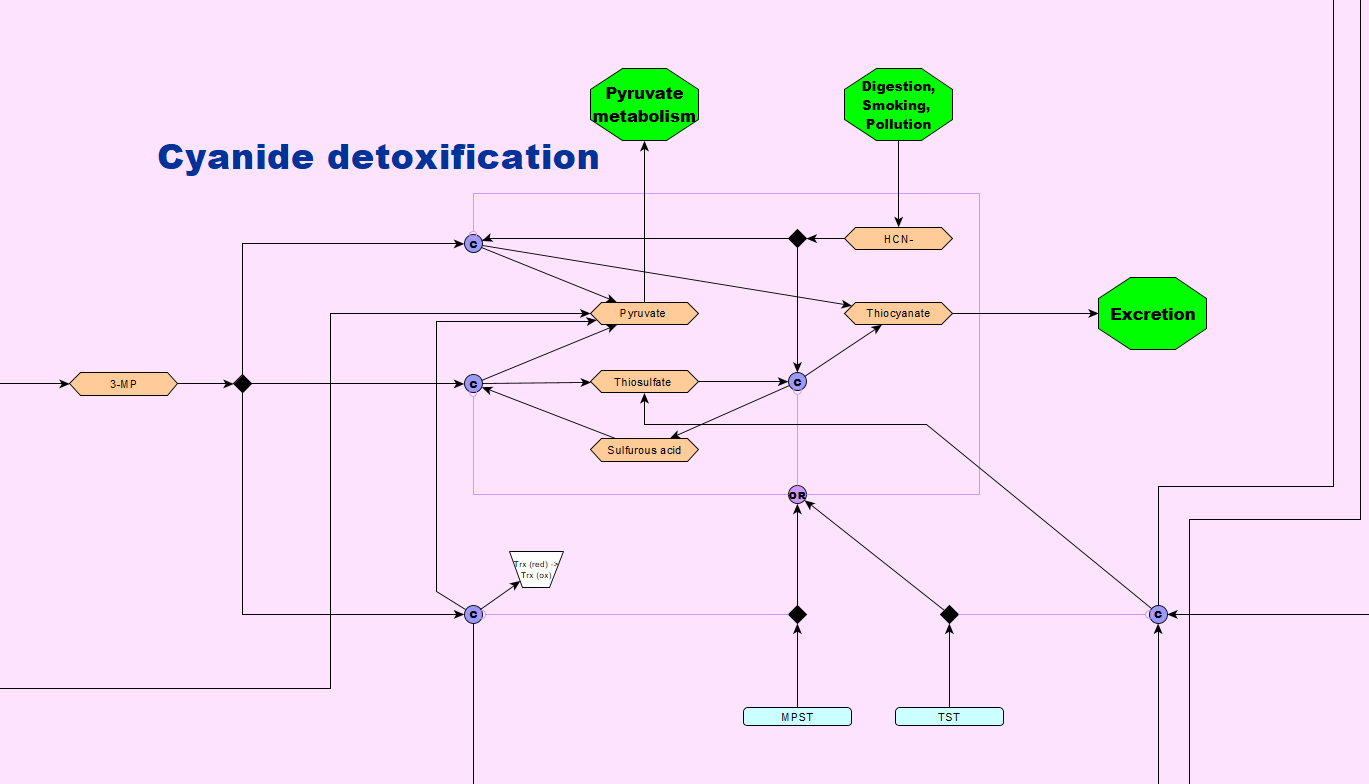 Pyruvate
metabolism
Digestion,
Smoking,
Pollution
Cyanide detoxification
C
HCN-
Pyruvate
Thiocyanate
Excretion
3-MP
C
Thiosulfate
C
Sulfurous acid
OR
Trx (red) ->
Trx (ox)
C
C
MPST
TST